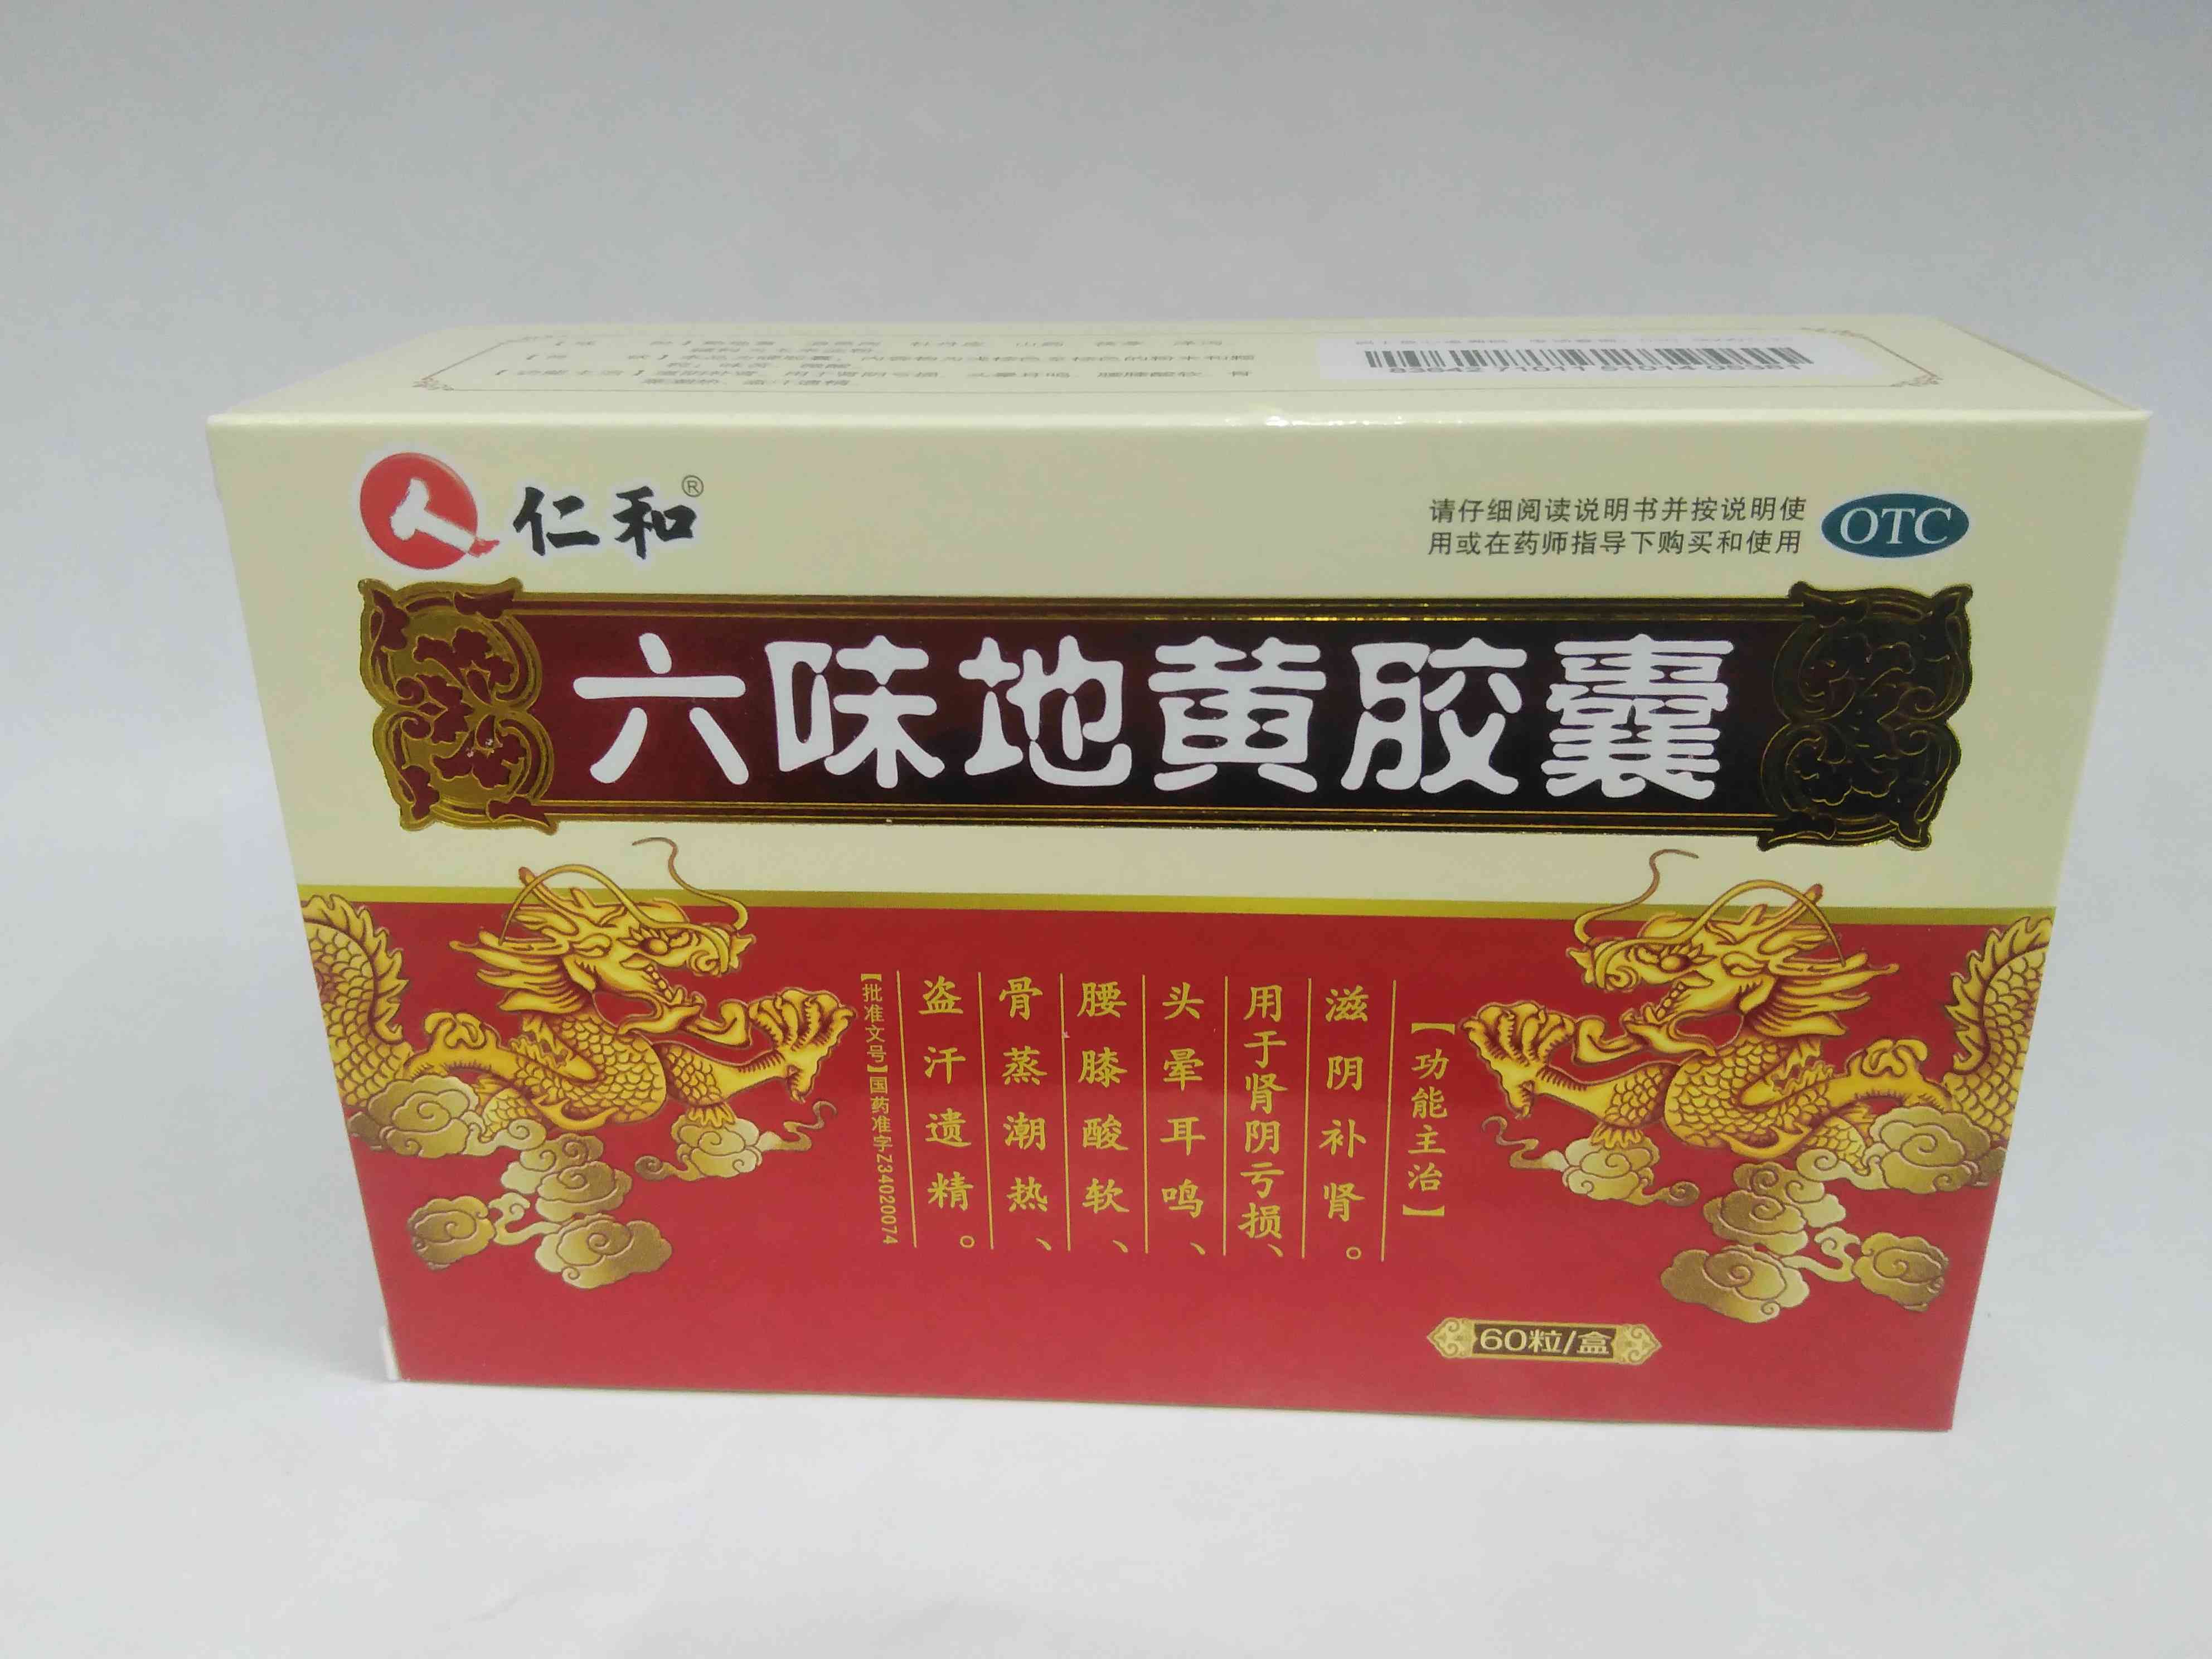 83642 71011 51014 05381
仁和®
请仔细阅读说明书并按说明使
用或在药师指导下购买和使用
OTC
六味地黄胶囊
【功能主治】
滋阴补肾。
用于肾阴亏损、
头晕耳鸣、
腰膝酸软、
骨蒸潮热、
盗汗遗精。
【批准文号】国药准字Z34020074
60粒/盒